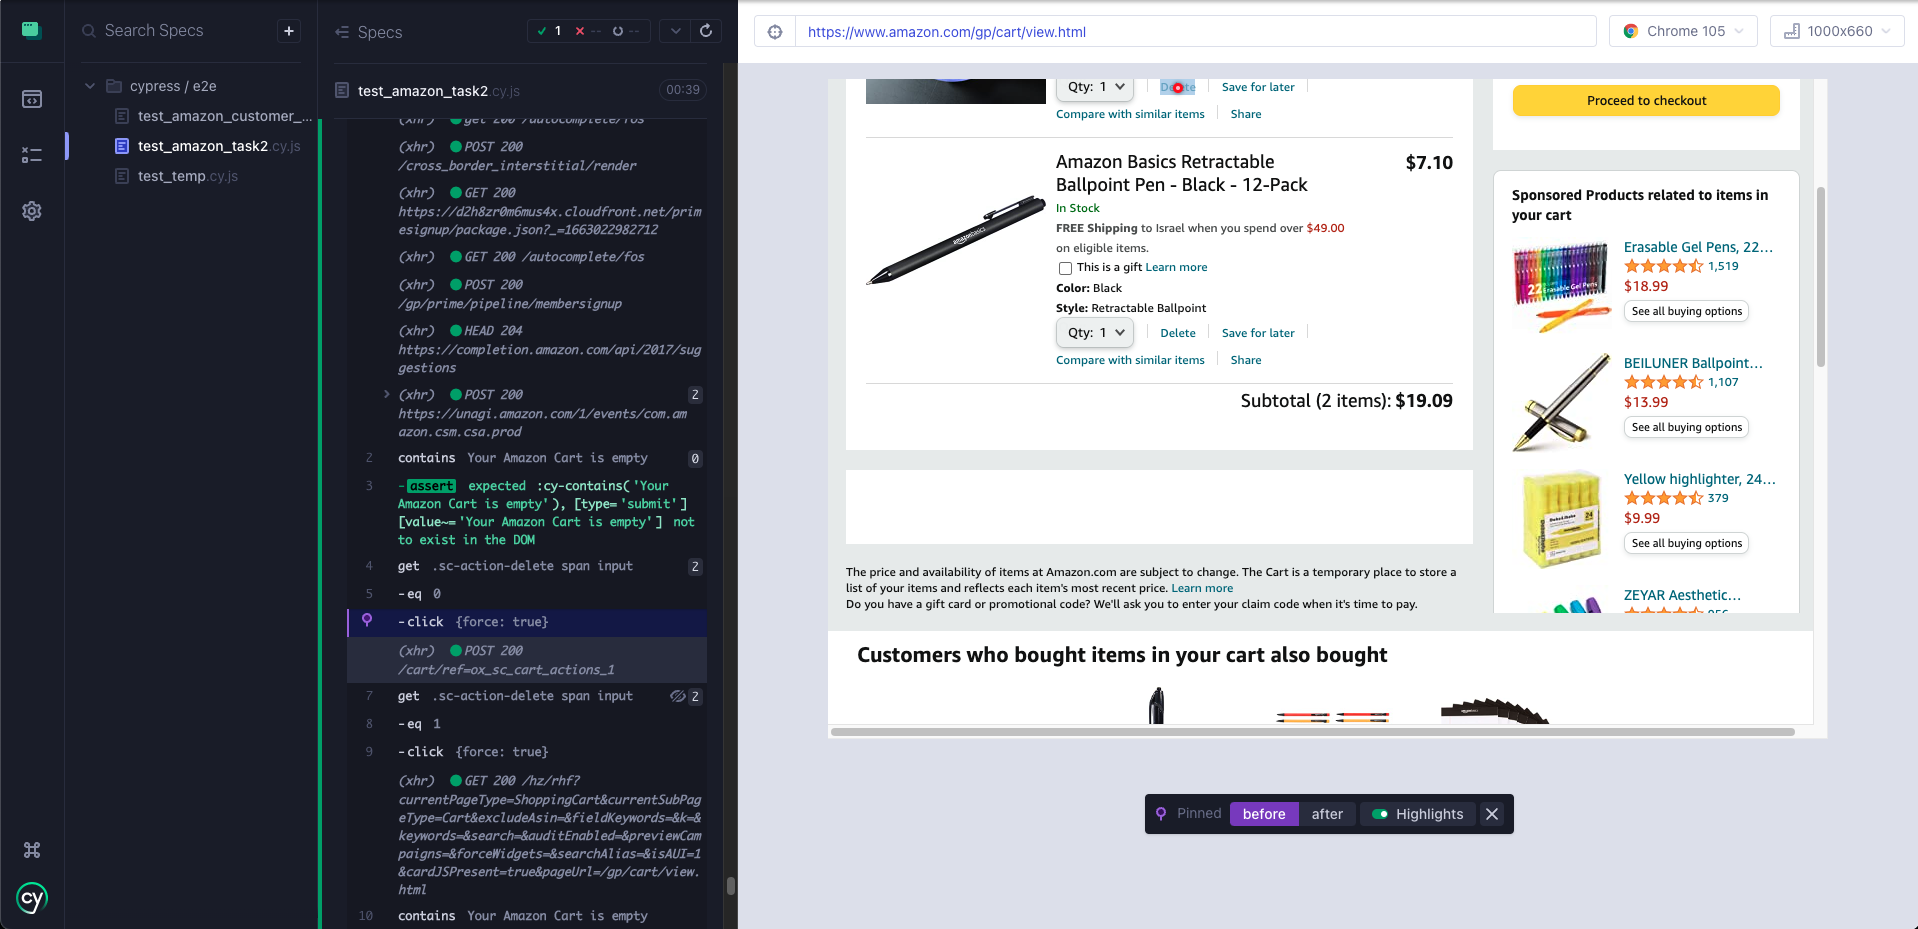 Search Specs
+
cypress / e2e
test_amazon_customer_...
test_amazon_task2.cy.js
test_temp.cy.js
cy
Specs
1
--
--
test_amazon_task2.cy.js
00:39
(xhr) get 200 /autocomplete/fos
(xhr) POST 200
/cross_border_interstitial/render
(xhr) GET 200
https://d2h8zr0m6mus4x.cloudfront.net/prim
esignup/package.json?_=1663022982712
(xhr) GET 200 /autocomplete/fos
(xhr) POST 200
/gp/prime/pipeline/membersignup
(xhr) HEAD 204
https://completion.amazon.com/api/2017/sug
gestions
(xhr) POST 200
2
https://unagi.amazon.com/1/events/com.am
azon.csm.csa.prod
2 contains Your Amazon Cart is empty 0
3 -assert expected :cy-contains('Your
Amazon Cart is empty'), [type='submit']
[value~='Your Amazon Cart is empty'] not
to exist in the DOM
4 get .sc-action-delete span input 2
5 -eq 0
-click {force: true}
(xhr) POST 200
/cart/ref=ox_sc_cart_actions_1
7 get .sc-action-delete span input 2
8 -eq 1
9 -click {force: true}
(xhr) GET 200 /hz/rhf?
currentPageType=ShoppingCart&currentSubPag
eType=Cart&excludeAsin=&fieldKeywords=&k=&
keywords=&search=&auditEnabled=&previewCam
paigns=&forceWidgets=&searchAlias=&isAUI=1
&cardJSPresent=true&pageUrl=/gp/cart/view.
html
10 contains Your Amazon Cart is empty
https://www.amazon.com/gp/cart/view.html
Chrome 105
1000x660
Qty: 1
Delete
Save for later
Compare with similar items
Share
Amazon Basics Retractable
Ballpoint Pen - Black - 12-Pack
$7.10
In Stock
FREE Shipping to Israel when you spend over $49.00
on eligible items.
This is a gift Learn more
Color: Black
Style: Retractable Ballpoint
Qty: 1
Delete
Save for later
Compare with similar items
Share
Subtotal (2 items): $19.09
The price and availability of items at Amazon.com are subject to change. The Cart is a temporary place to store a
list of your items and reflects each item's most recent price. Learn more
Do you have a gift card or promotional code? We'll ask you to enter your claim code when it's time to pay.
Proceed to checkout
Sponsored Products related to items in
your cart
Erasable Gel Pens, 22...
1,519
$18.99
See all buying options
BEILUNER Ballpoint...
1,107
$13.99
See all buying options
Yellow highlighter, 24...
379
$9.99
See all buying options
ZEYAR Aesthetic...
Customers who bought items in your cart also bought
Pinned
before
after
Highlights